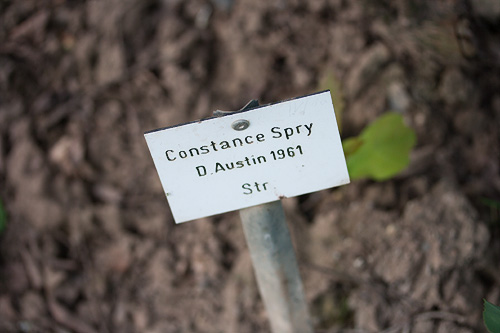 Constance Spry
D. Austin 1961
Str